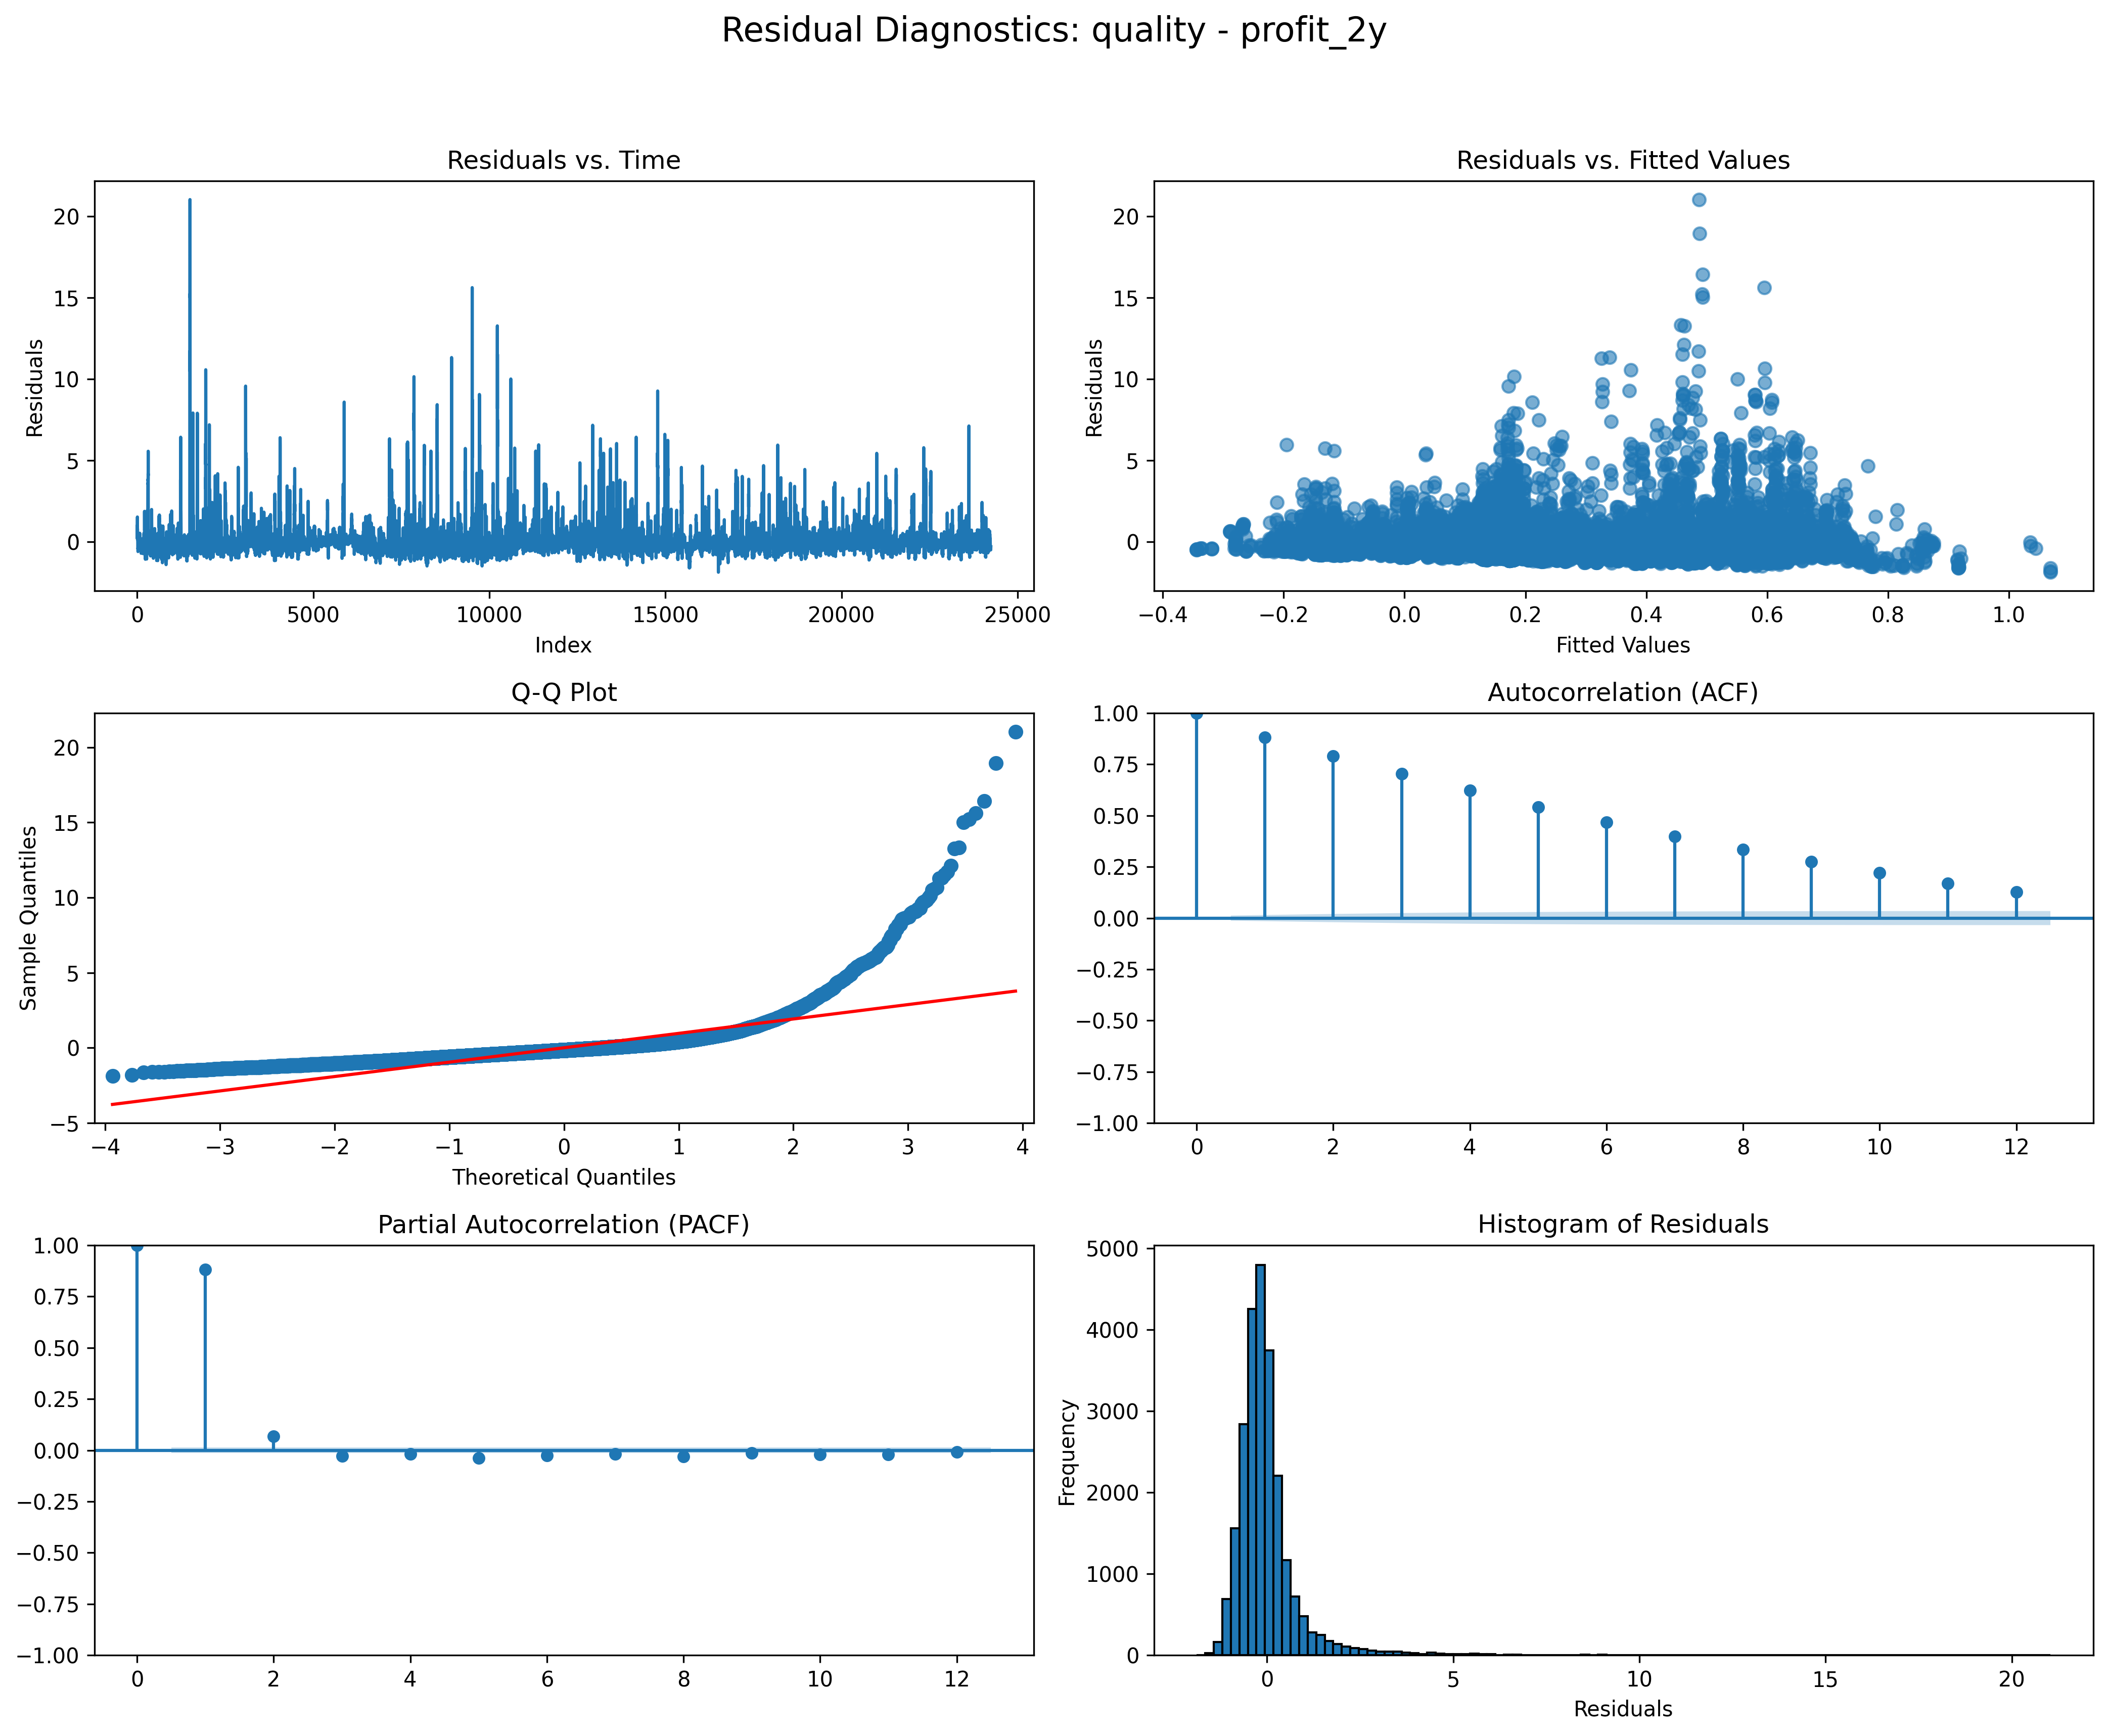 Residual Diagnostics: quality - profit_2y
Residuals vs. Time
Residuals
20
15
10
5
0
0 5000 10000 15000 20000 25000
Index
Residuals vs. Fitted Values
Residuals
20
15
10
5
0
−0.4 −0.2 0.0 0.2 0.4 0.6 0.8 1.0
Fitted Values
Q-Q Plot
Sample Quantiles
20
15
10
5
0
−5
−4 −3 −2 −1 0 1 2 3 4
Theoretical Quantiles
Autocorrelation (ACF)
1.00
0.75
0.50
0.25
0.00
−0.25
−0.50
−0.75
−1.00
0 2 4 6 8 10 12
Partial Autocorrelation (PACF)
1.00
0.75
0.50
0.25
0.00
−0.25
−0.50
−0.75
−1.00
0 2 4 6 8 10 12
Histogram of Residuals
Frequency
5000
4000
3000
2000
1000
0
0 5 10 15 20
Residuals